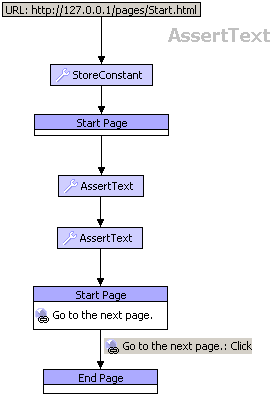 URL: http://127.0.0.1/pages/Start.html
AssertText
StoreConstant
Start Page
AssertText
AssertText
Start Page
Go to the next page.
Go to the next page.: Click
End Page